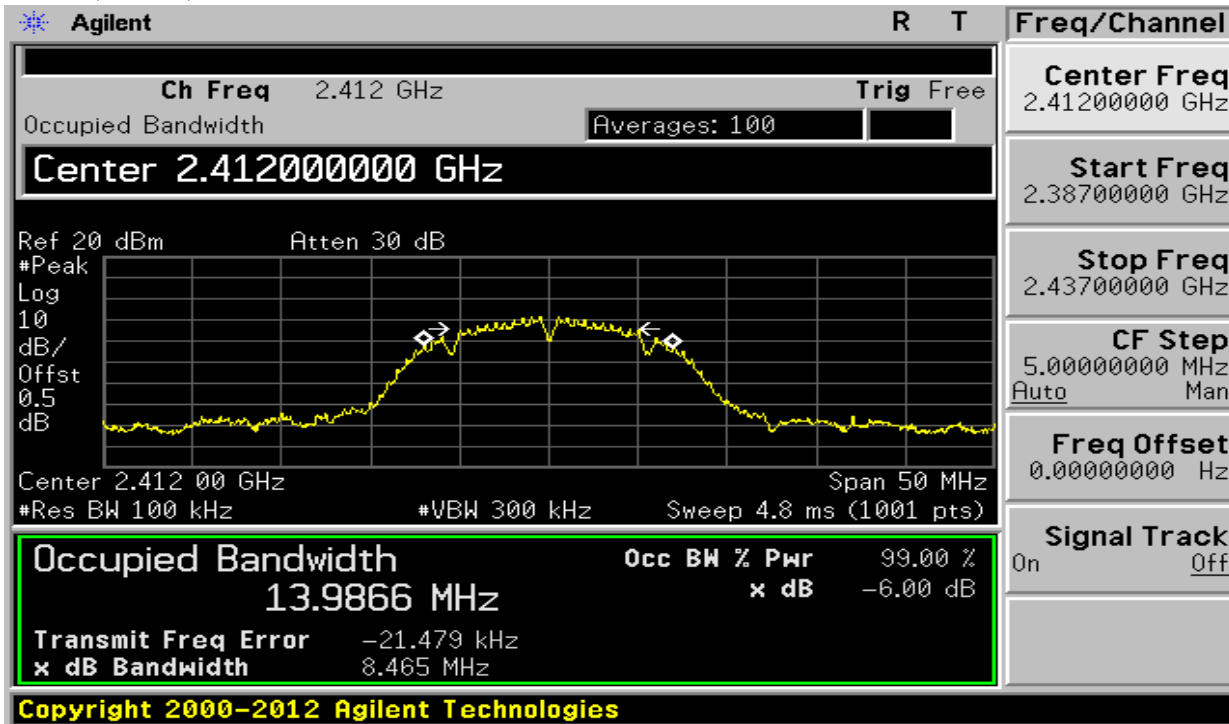 Agilent R T
Ch Freq 2.412 GHz Trig Free
Occupied Bandwidth Averages: 100
Center 2.412000000 GHz
Ref 20 dBm Atten 30 dB
#Peak
Log
10
dB/
Offst
0.5
dB
Center 2.412 00 GHz Span 50 MHz
#Res BW 100 kHz #VBW 300 kHz Sweep 4.8 ms (1001 pts)
Occupied Bandwidth Occ BW % Pwr 99.00 %
13.9866 MHz x dB -6.00 dB
Transmit Freq Error -21.479 kHz
x dB Bandwidth 8.465 MHz
Copyright 2000-2012 Agilent Technologies
Freq/Channel
Center Freq
2.41200000 GHz
Start Freq
2.38700000 GHz
Stop Freq
2.43700000 GHz
CF Step
5.00000000 MHz
Auto Man
Freq Offset
0.00000000 Hz
Signal Track
On Off